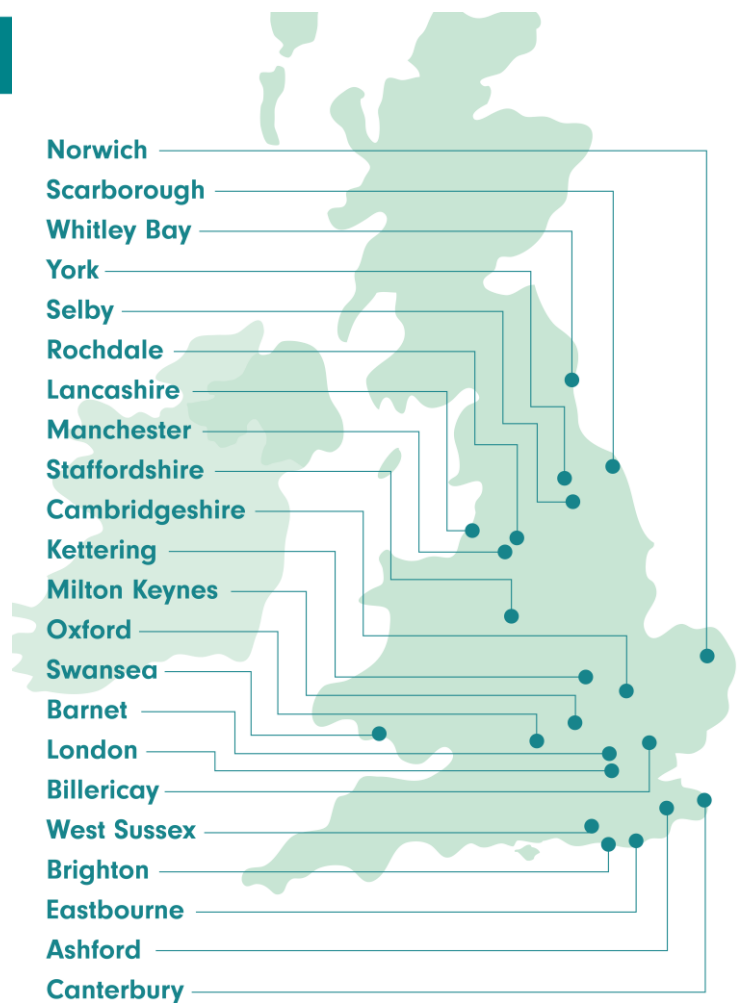 Norwich
Scarborough
Whitley Bay
York
Selby
Rochdale
Lancashire
Manchester
Staffordshire
Cambridgeshire
Kettering
Milton Keynes
Oxford
Swansea
Barnet
London
Billericay
West Sussex
Brighton
Eastbourne
Ashford
Canterbury